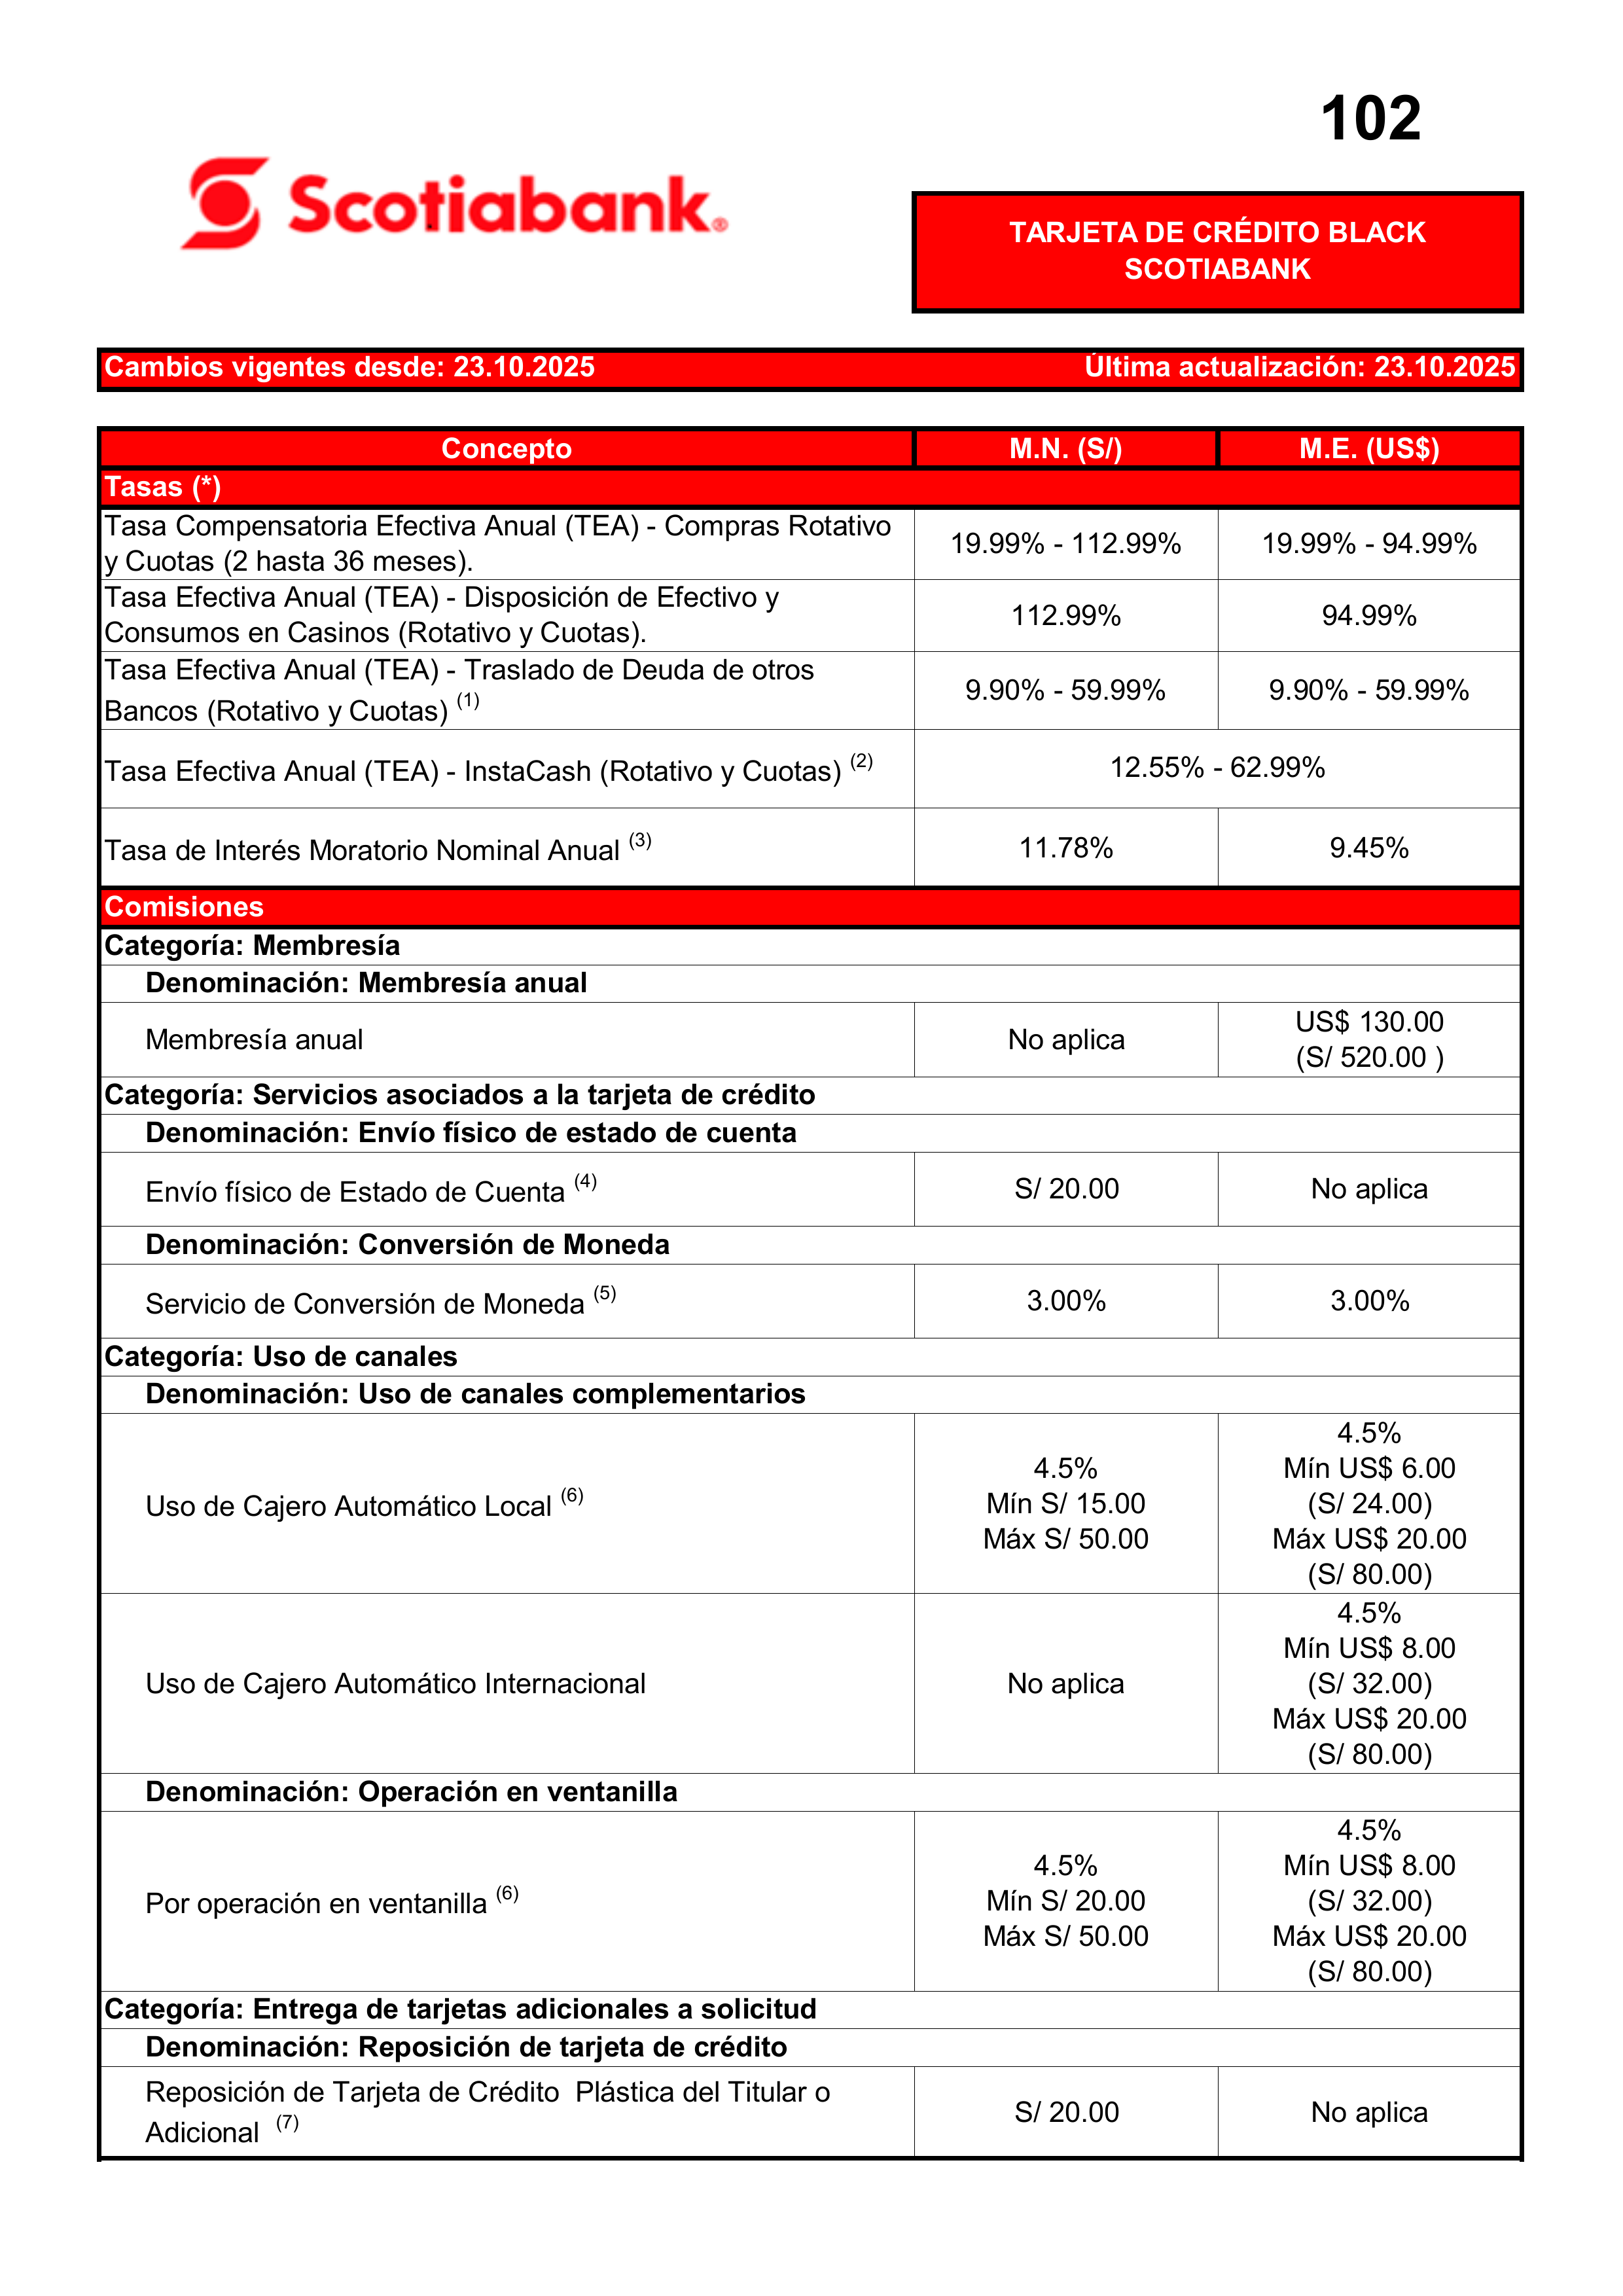 102
Scotiabank®
TARJETA DE CRÉDITO BLACK
SCOTIABANK
Cambios vigentes desde: 23.10.2025 Última actualización: 23.10.2025
Concepto M.N. (S/) M.E. (US$)
Tasas (*)
Tasa Compensatoria Efectiva Anual (TEA) - Compras Rotativo
y Cuotas (2 hasta 36 meses).
19.99% - 112.99% 19.99% - 94.99%
Tasa Efectiva Anual (TEA) - Disposición de Efectivo y
Consumos en Casinos (Rotativo y Cuotas).
112.99% 94.99%
Tasa Efectiva Anual (TEA) - Traslado de Deuda de otros
Bancos (Rotativo y Cuotas) (1)
9.90% - 59.99% 9.90% - 59.99%
Tasa Efectiva Anual (TEA) - InstaCash (Rotativo y Cuotas) (2) 12.55% - 62.99%
Tasa de Interés Moratorio Nominal Anual (3) 11.78% 9.45%
Comisiones
Categoría: Membresía
Denominación: Membresía anual
Membresía anual No aplica
US$ 130.00
(S/ 520.00 )
Categoría: Servicios asociados a la tarjeta de crédito
Denominación: Envío físico de estado de cuenta
Envío físico de Estado de Cuenta (4) S/ 20.00 No aplica
Denominación: Conversión de Moneda
Servicio de Conversión de Moneda (5) 3.00% 3.00%
Categoría: Uso de canales
Denominación: Uso de canales complementarios
Uso de Cajero Automático Local (6)
4.5%
Mín S/ 15.00
Máx S/ 50.00
4.5%
Mín US$ 6.00
(S/ 24.00)
Máx US$ 20.00
(S/ 80.00)
Uso de Cajero Automático Internacional No aplica
4.5%
Mín US$ 8.00
(S/ 32.00)
Máx US$ 20.00
(S/ 80.00)
Denominación: Operación en ventanilla
Por operación en ventanilla (6)
4.5%
Mín S/ 20.00
Máx S/ 50.00
4.5%
Mín US$ 8.00
(S/ 32.00)
Máx US$ 20.00
(S/ 80.00)
Categoría: Entrega de tarjetas adicionales a solicitud
Denominación: Reposición de tarjeta de crédito
Reposición de Tarjeta de Crédito  Plástica del Titular o
Adicional  (7)
S/ 20.00 No aplica